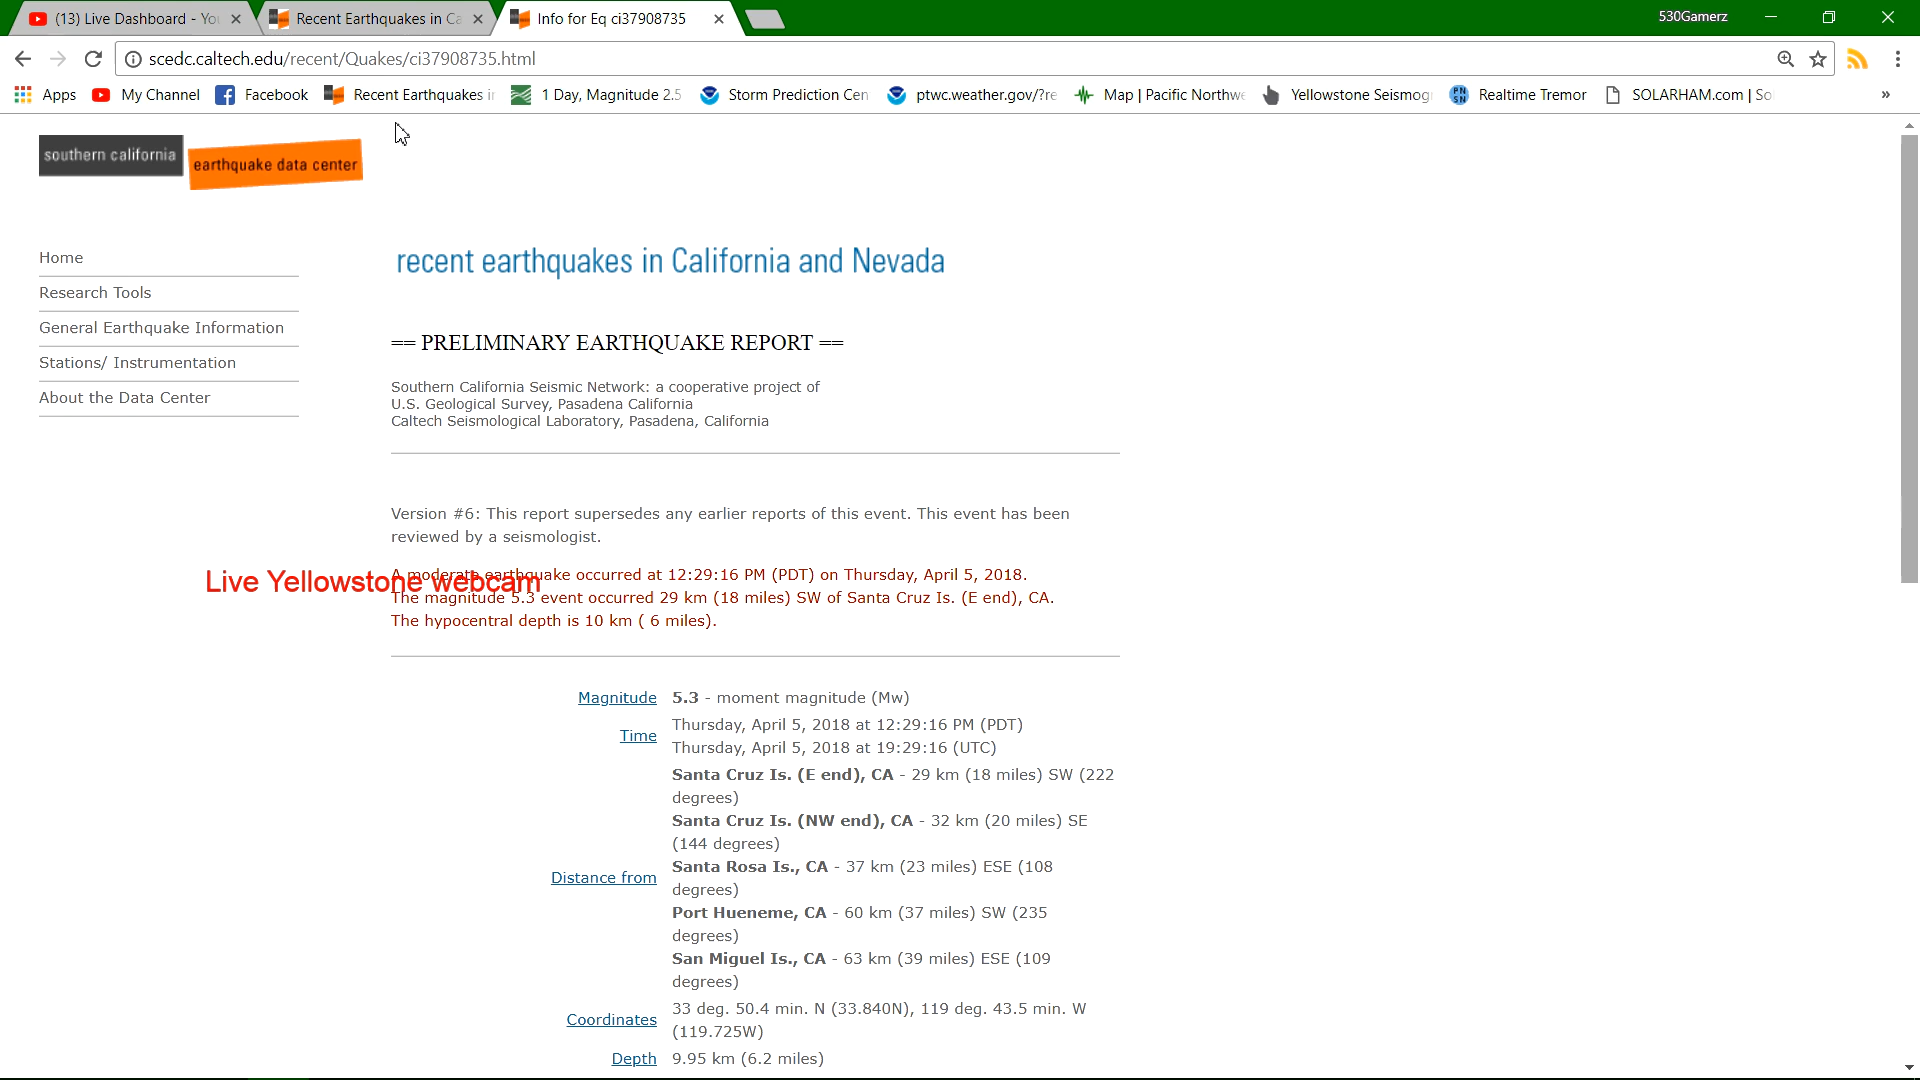 (13) Live Dashboard - You
Recent Earthquakes in Ca
Info for Eq ci37908735
530Gamerz
scedc.caltech.edu/recent/Quakes/ci37908735.html
Apps
My Channel
Facebook
Recent Earthquakes in
1 Day, Magnitude 2.5
Storm Prediction Cen
ptwc.weather.gov/?re
Map | Pacific Northwe
Yellowstone Seismog
Realtime Tremor
SOLARHAM.com | So
»
southern california
earthquake data center
Home
Research Tools
General Earthquake Information
Stations/ Instrumentation
About the Data Center
recent earthquakes in California and Nevada
== PRELIMINARY EARTHQUAKE REPORT ==
Southern California Seismic Network: a cooperative project of
U.S. Geological Survey, Pasadena California
Caltech Seismological Laboratory, Pasadena, California
Version #6: This report supersedes any earlier reports of this event. This event has been
reviewed by a seismologist.
Live Yellowstone webcam
A moderate earthquake occurred at 12:29:16 PM (PDT) on Thursday, April 5, 2018.
The magnitude 5.3 event occurred 29 km (18 miles) SW of Santa Cruz Is. (E end), CA.
The hypocentral depth is 10 km ( 6 miles).
Magnitude 5.3 - moment magnitude (Mw)
Time
Thursday, April 5, 2018 at 12:29:16 PM (PDT)
Thursday, April 5, 2018 at 19:29:16 (UTC)
Distance from
Santa Cruz Is. (E end), CA - 29 km (18 miles) SW (222
degrees)
Santa Cruz Is. (NW end), CA - 32 km (20 miles) SE
(144 degrees)
Santa Rosa Is., CA - 37 km (23 miles) ESE (108
degrees)
Port Hueneme, CA - 60 km (37 miles) SW (235
degrees)
San Miguel Is., CA - 63 km (39 miles) ESE (109
degrees)
Coordinates
33 deg. 50.4 min. N (33.840N), 119 deg. 43.5 min. W
(119.725W)
Depth 9.95 km (6.2 miles)